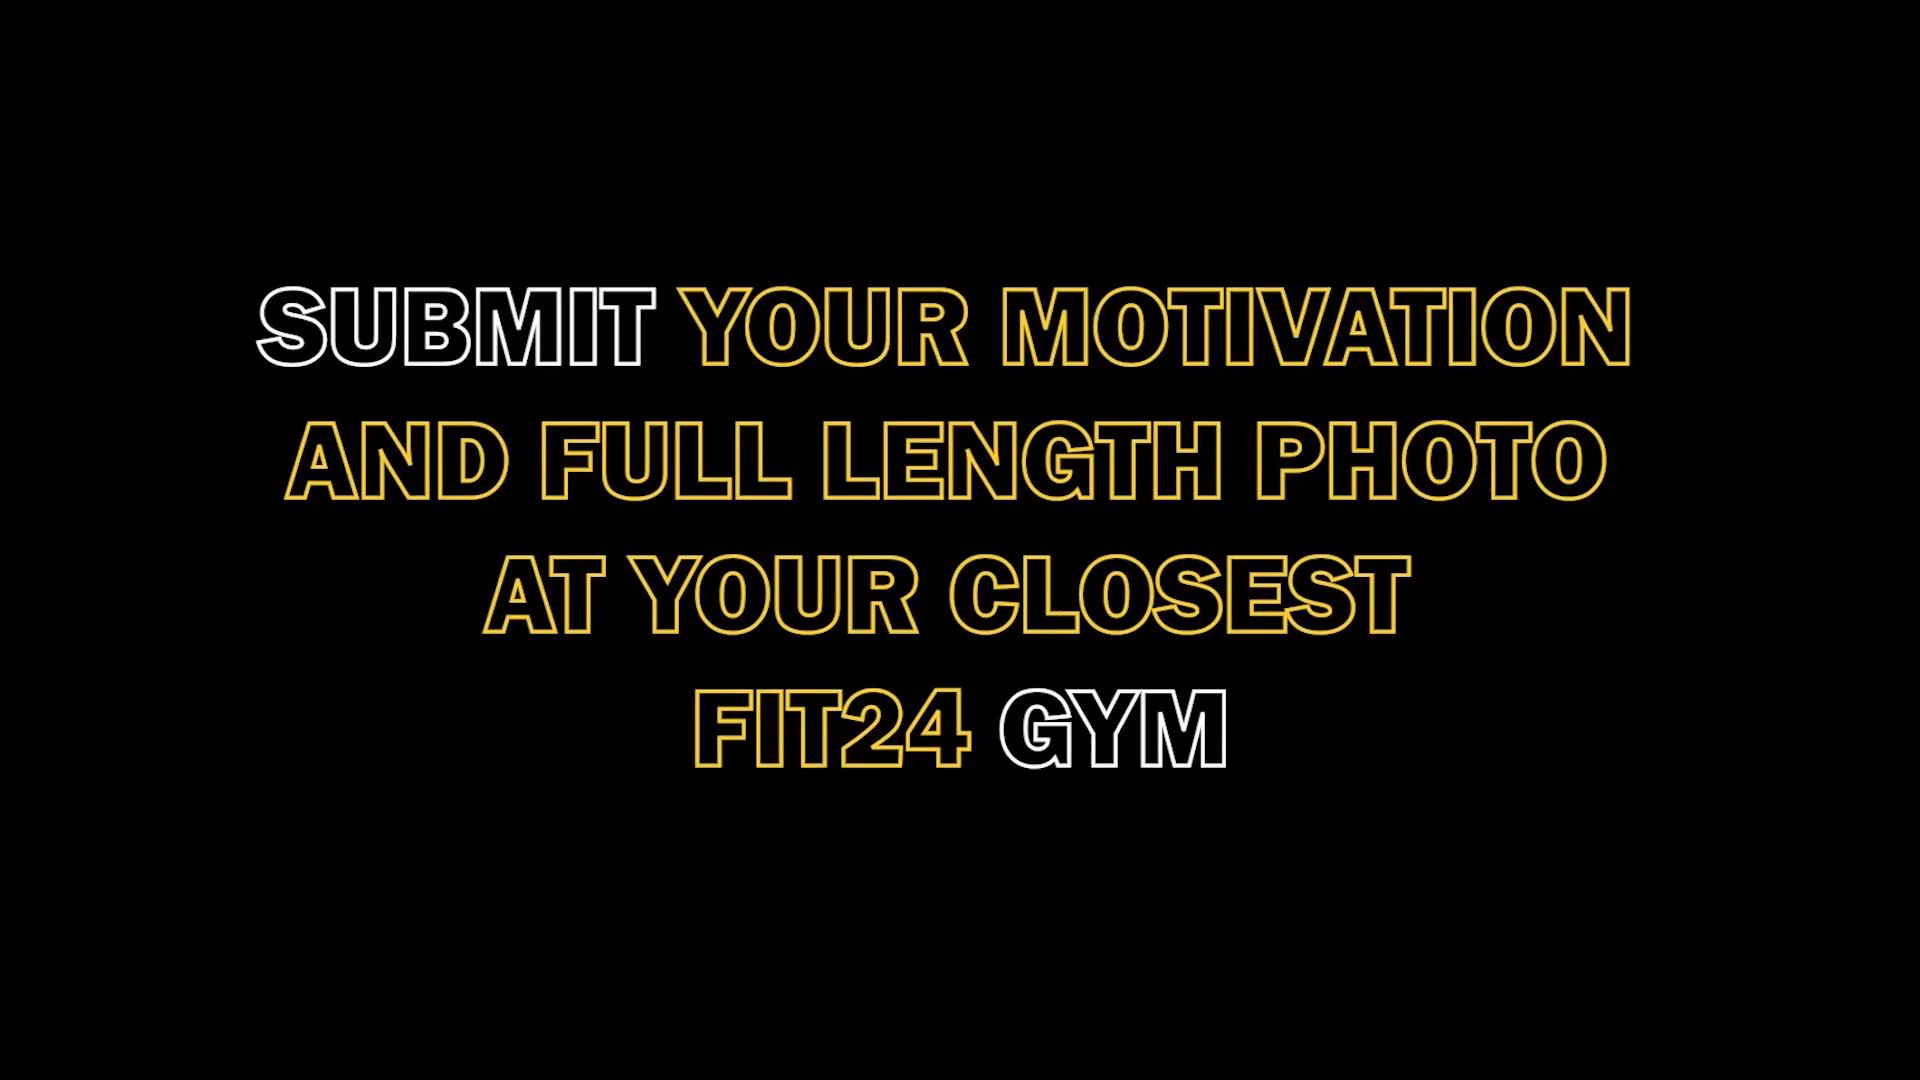 SUBMIT YOUR MOTIVATION
AND FULL LENGTH PHOTO
AT YOUR CLOSEST
FIT24 GYM